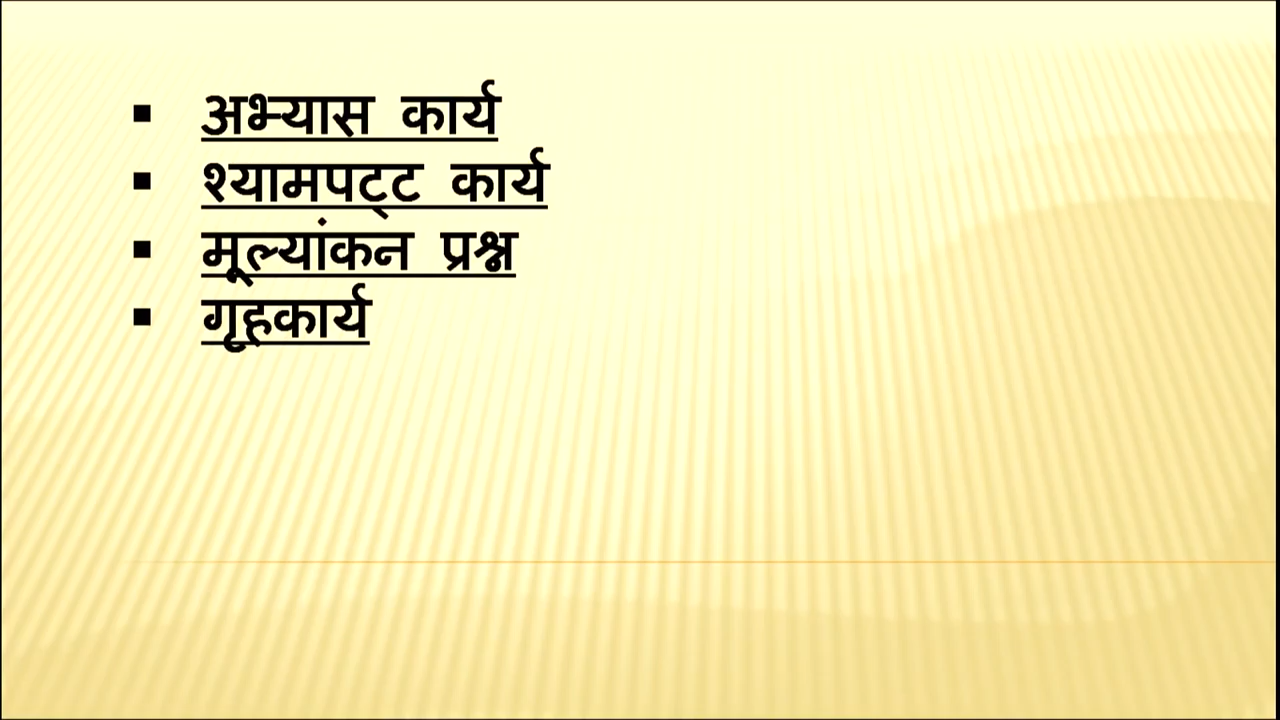 ▪ अभ्यास कार्य
▪ श्यामपट्ट कार्य
▪ मूल्यांकन प्रश्न
▪ गृहकार्य